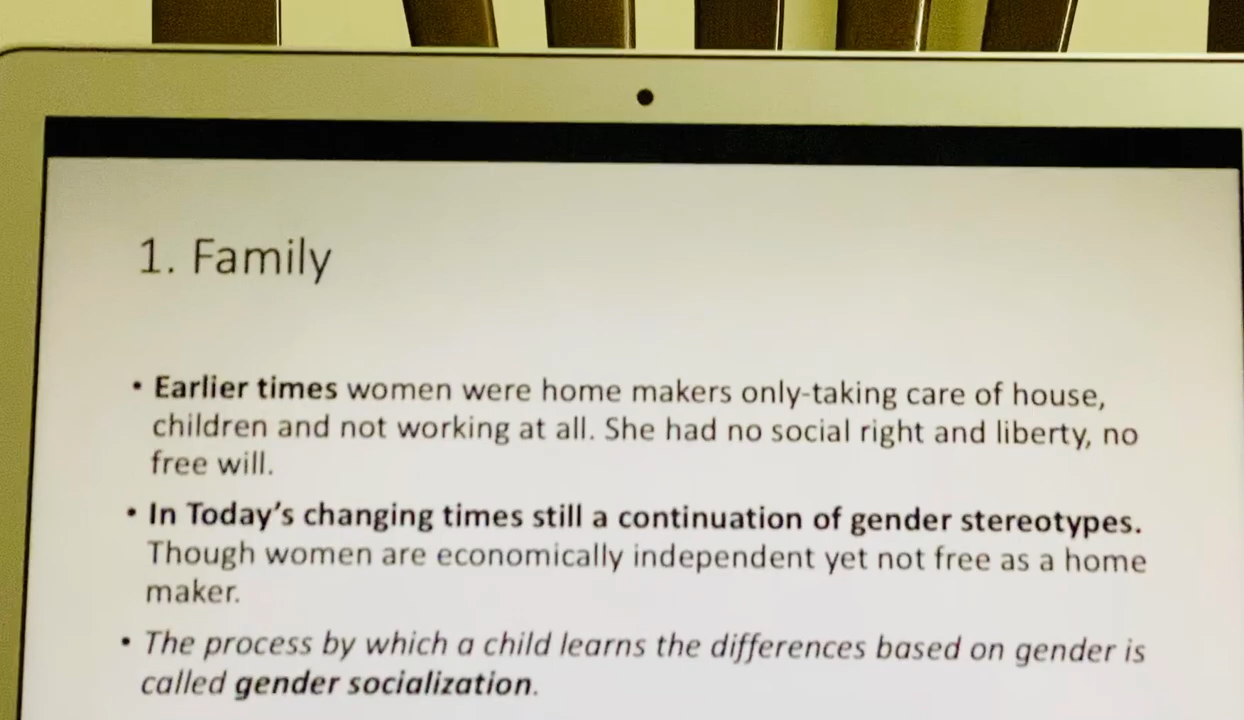 1. Family
• Earlier times women were home makers only-taking care of house,
children and not working at all. She had no social right and liberty, no
free will.
• In Today's changing times still a continuation of gender stereotypes.
Though women are economically independent yet not free as a home
maker.
• The process by which a child learns the differences based on gender is
called gender socialization.